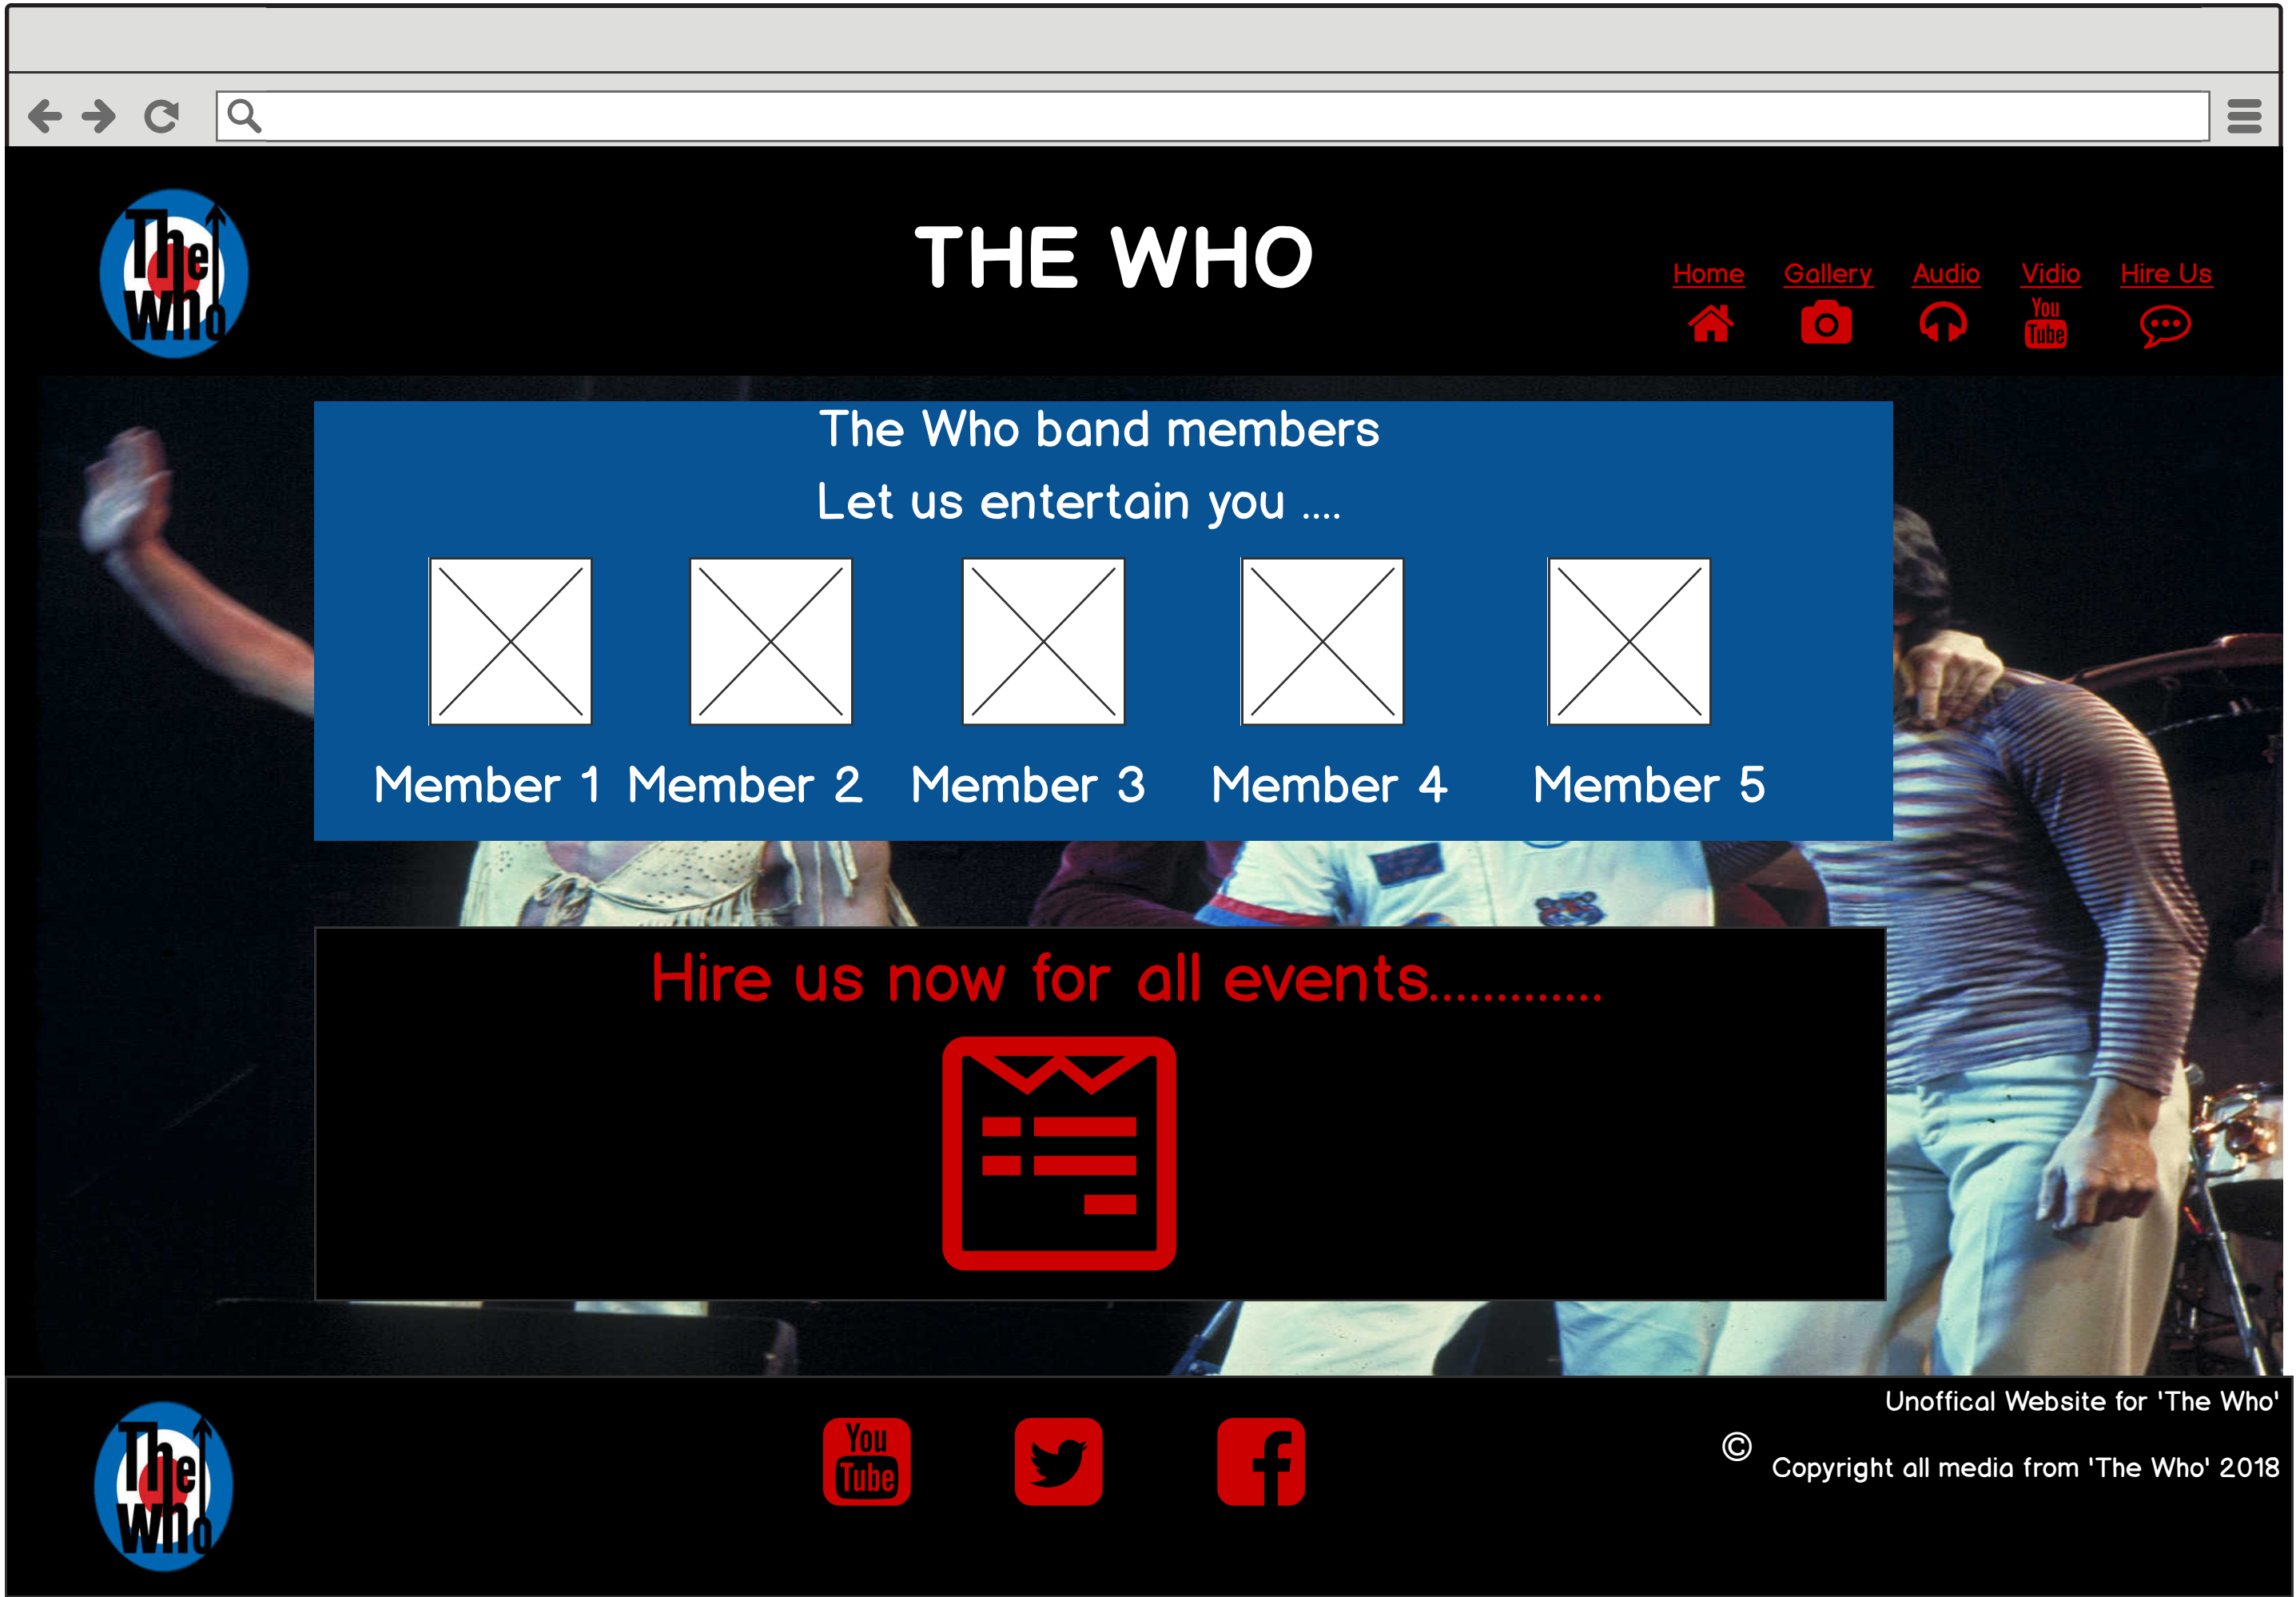 The Who
THE WHO
Home Gallery Audio Vidio Hire Us
You Tube
The Who band members
Let us entertain you ....
Member 1 Member 2 Member 3 Member 4 Member 5
Hire us now for all events.............
The Who
You Tube
Unoffical Website for 'The Who'
© Copyright all media from 'The Who' 2018